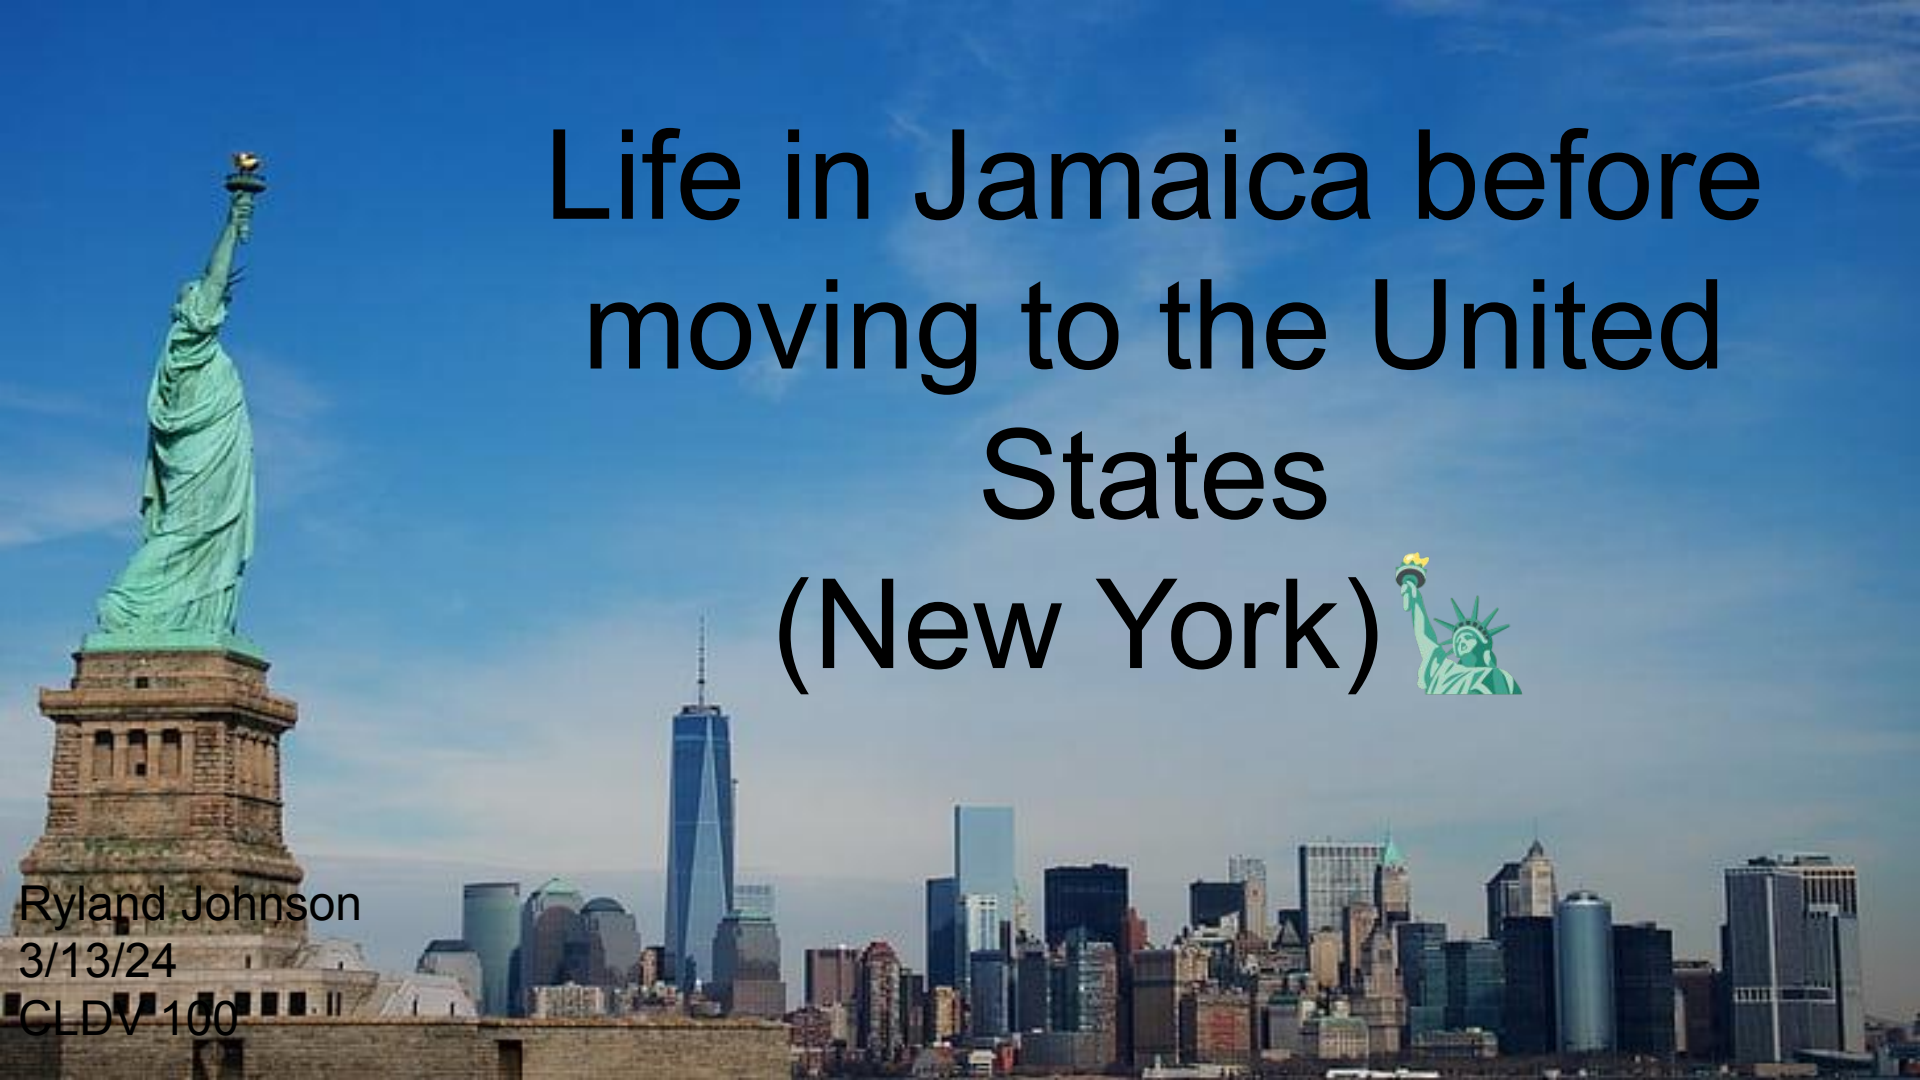 Life in Jamaica before
moving to the United
States
(New York)🗽
Ryland Johnson
3/13/24
CLDV 100